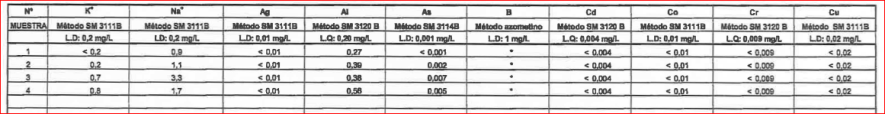 Nº K+ Na+ Ag Al As B Cd Co Cr Cu
MUESTRA Método SM 3111B Método SM 3111B Método SM 3111B Método SM 3120 B Método SM 3114B Método azometino Método SM 3120 B Método SM 3111B Método SM 3120 B Método SM 3111B
L.D: 0,2 mg/L LD: 0,2 mg/L L.D: 0,01 mg/L L.Q: 0,20 mg/L L.D: 0,001 mg/L L.D: 1 mg/L L.Q: 0,004 mg/L L.D: 0,01 mg/L L.Q: 0,009 mg/L L.D: 0,02 mg/L
1 < 0,2 0,9 < 0,01 0,27 < 0,001 * < 0,004 < 0,01 < 0,009 < 0,02
2 0,2 1,1 < 0,01 0,39 0,002 * < 0,004 < 0,01 < 0,009 < 0,02
3 0,7 3,3 < 0,01 0,38 0,007 * < 0,004 < 0,01 < 0,009 < 0,02
4 0,8 1,7 < 0,01 0,56 0,005 * < 0,004 < 0,01 < 0,009 < 0,02